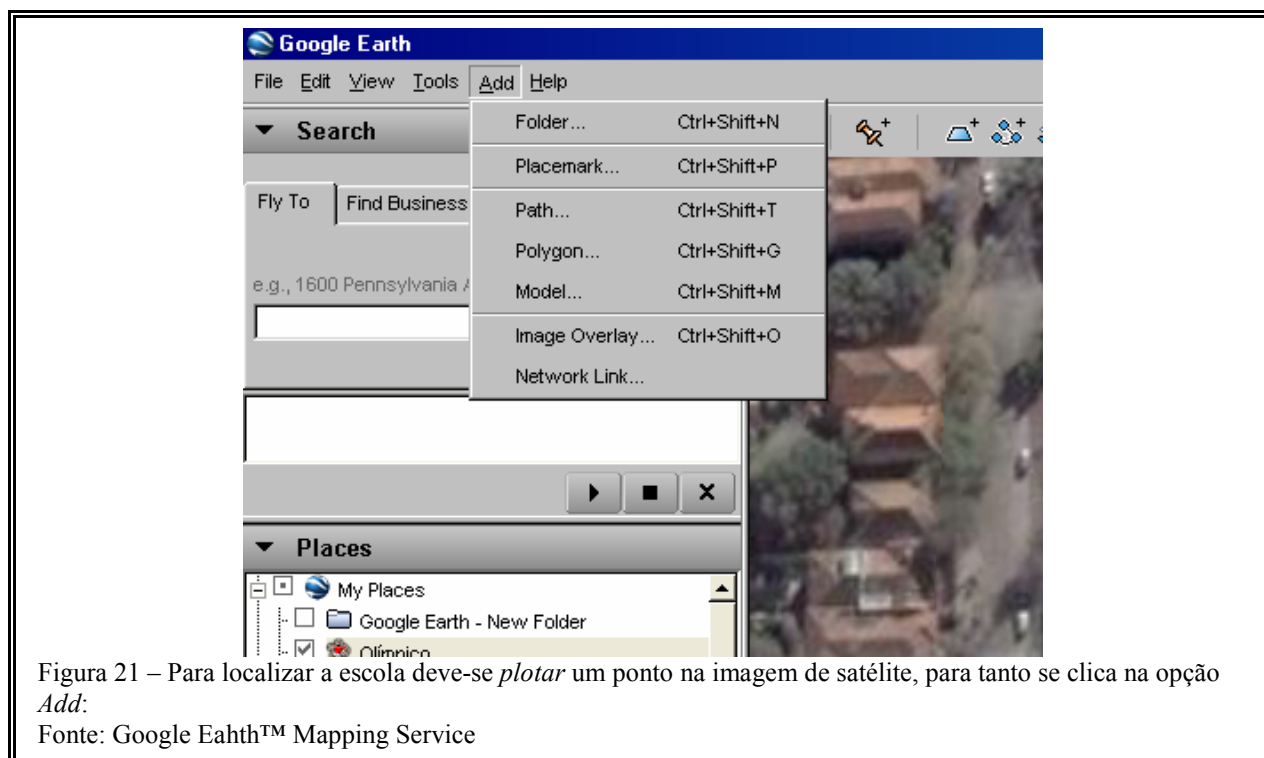 Google Earth
File Edit View Tools Add Help
Search
Folder... Ctrl+Shift+N
Placemark... Ctrl+Shift+P
Fly To Find Business
Path... Ctrl+Shift+T
Polygon... Ctrl+Shift+G
e.g., 1600 Pennsylvania
Model... Ctrl+Shift+M
Image Overlay... Ctrl+Shift+O
Network Link...
Places
My Places
Google Earth - New Folder
Olímpico
Figura 21 – Para localizar a escola deve-se plotar um ponto na imagem de satélite, para tanto se clica na opção
Add:
Fonte: Google Eahth™ Mapping Service